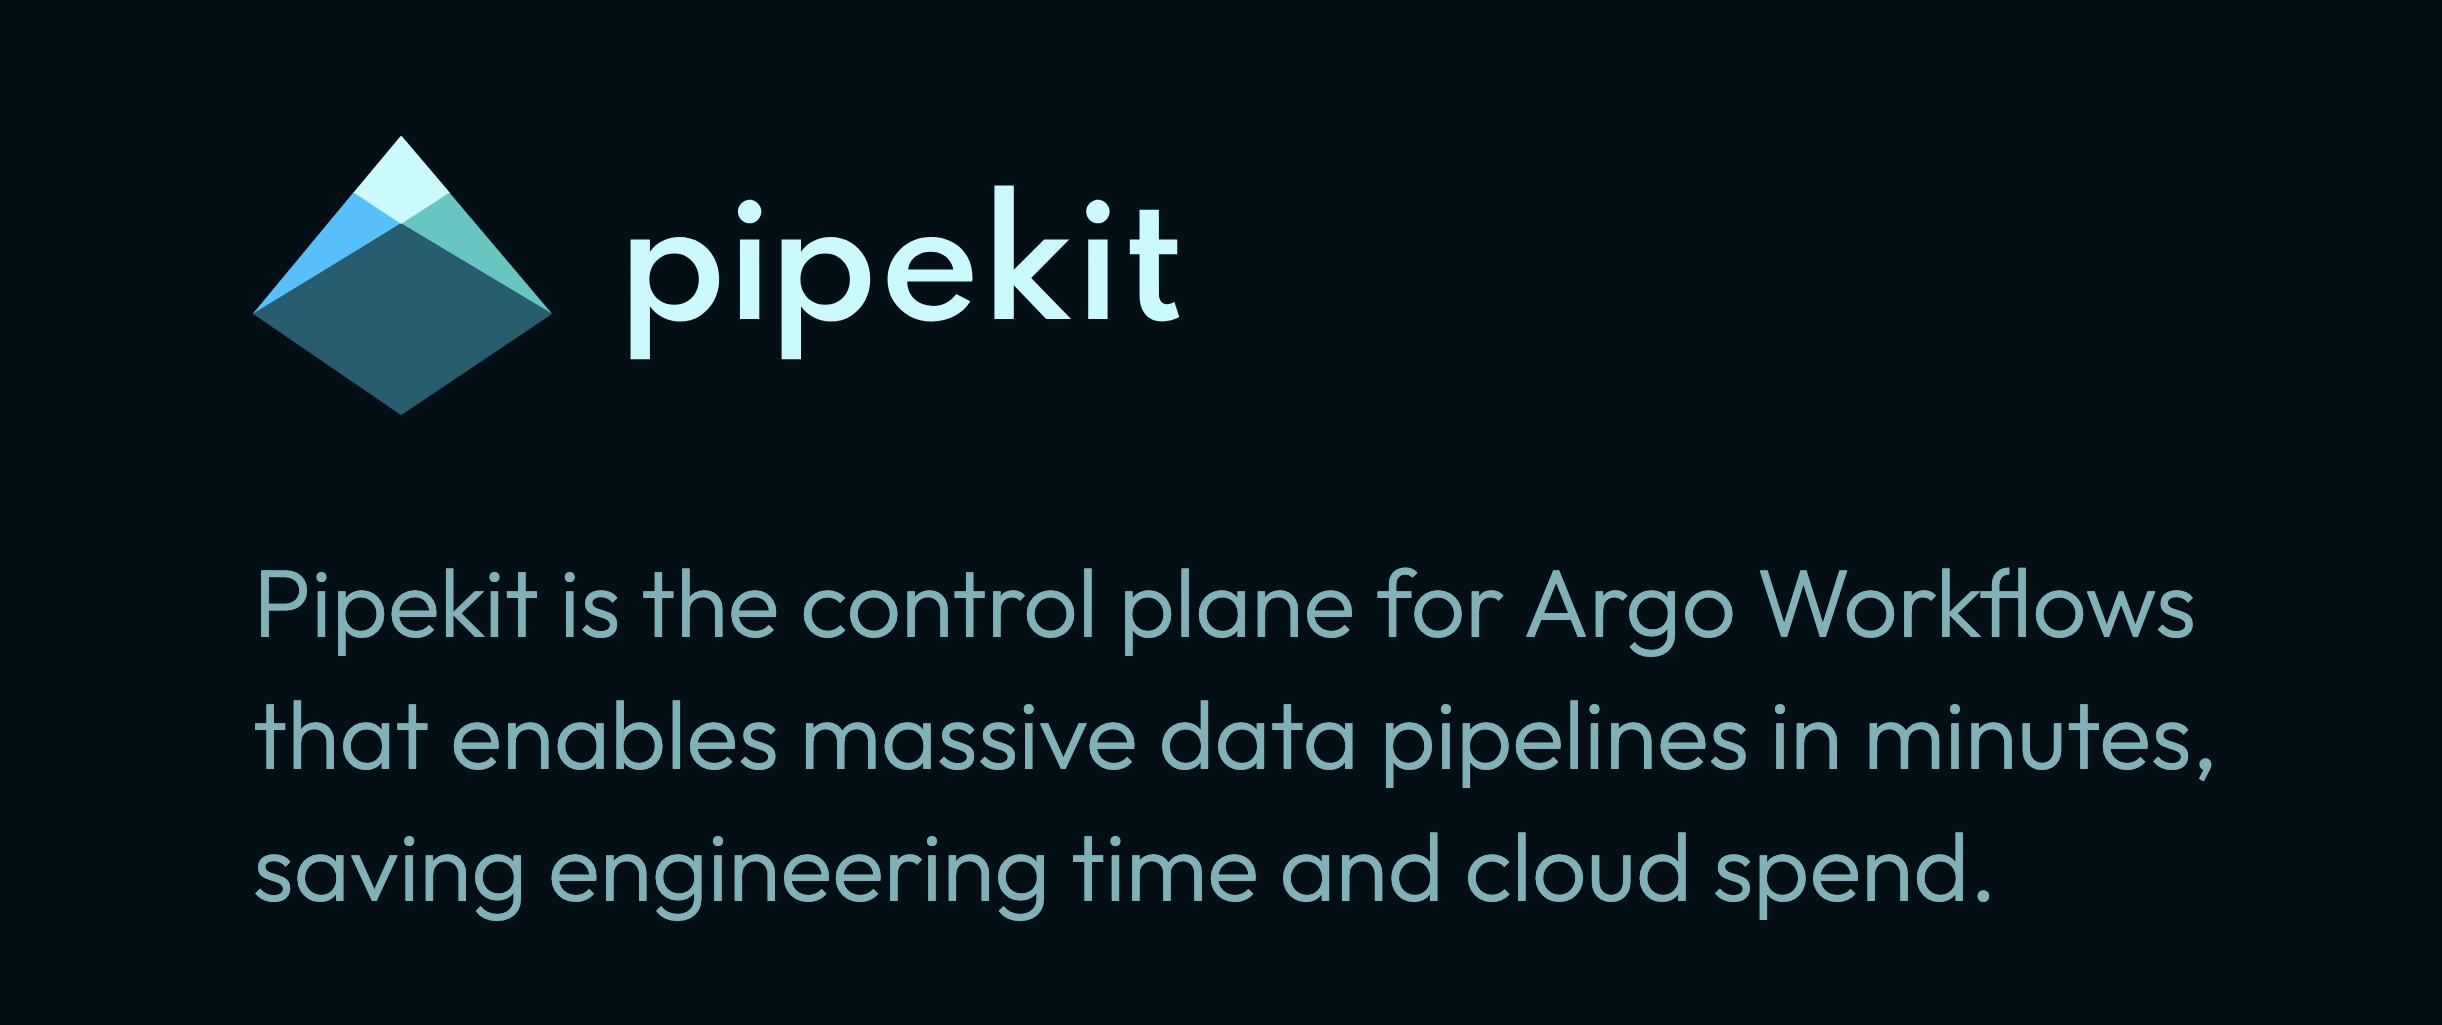 pipekit
Pipekit is the control plane for Argo Workflows
that enables massive data pipelines in minutes,
saving engineering time and cloud spend.